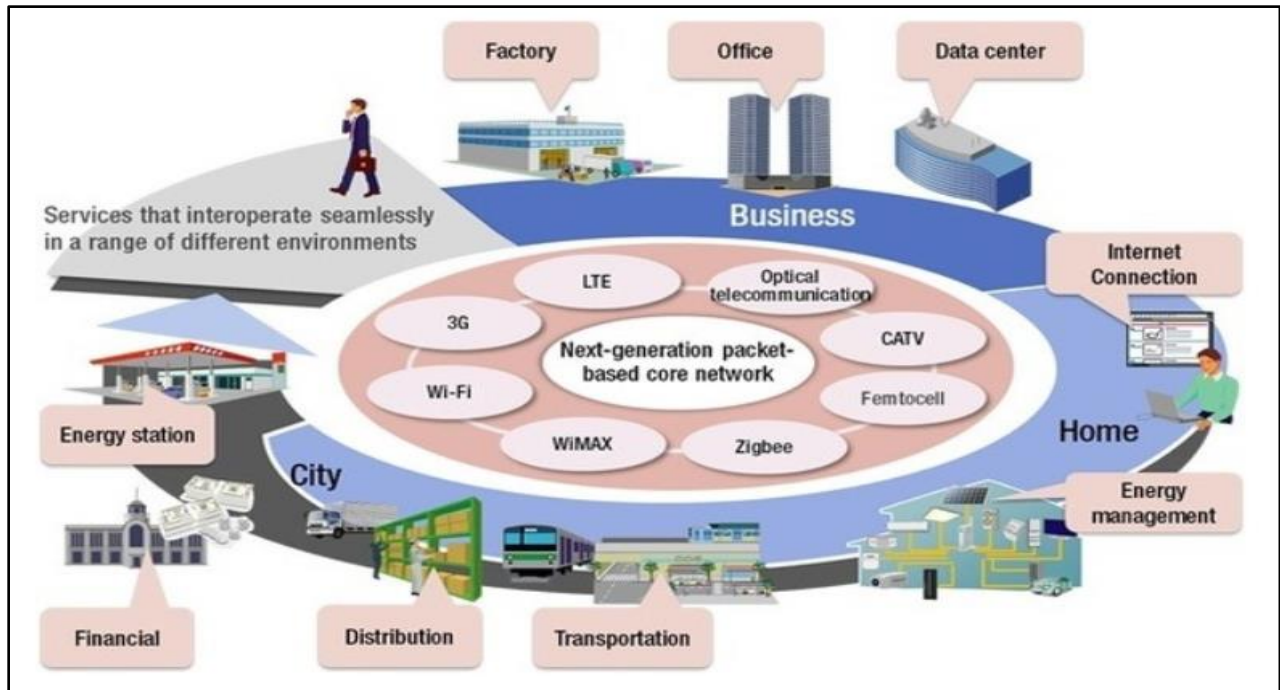 Factory
Office
Data center
Services that interoperate seamlessly
in a range of different environments
Business
Internet
Connection
LTE
Optical
telecommunication
3G
CATV
Next-generation packet-
based core network
Wi-Fi
Femtocell
WiMAX
Zigbee
Energy station
City
Home
Energy
management
Financial
Distribution
Transportation